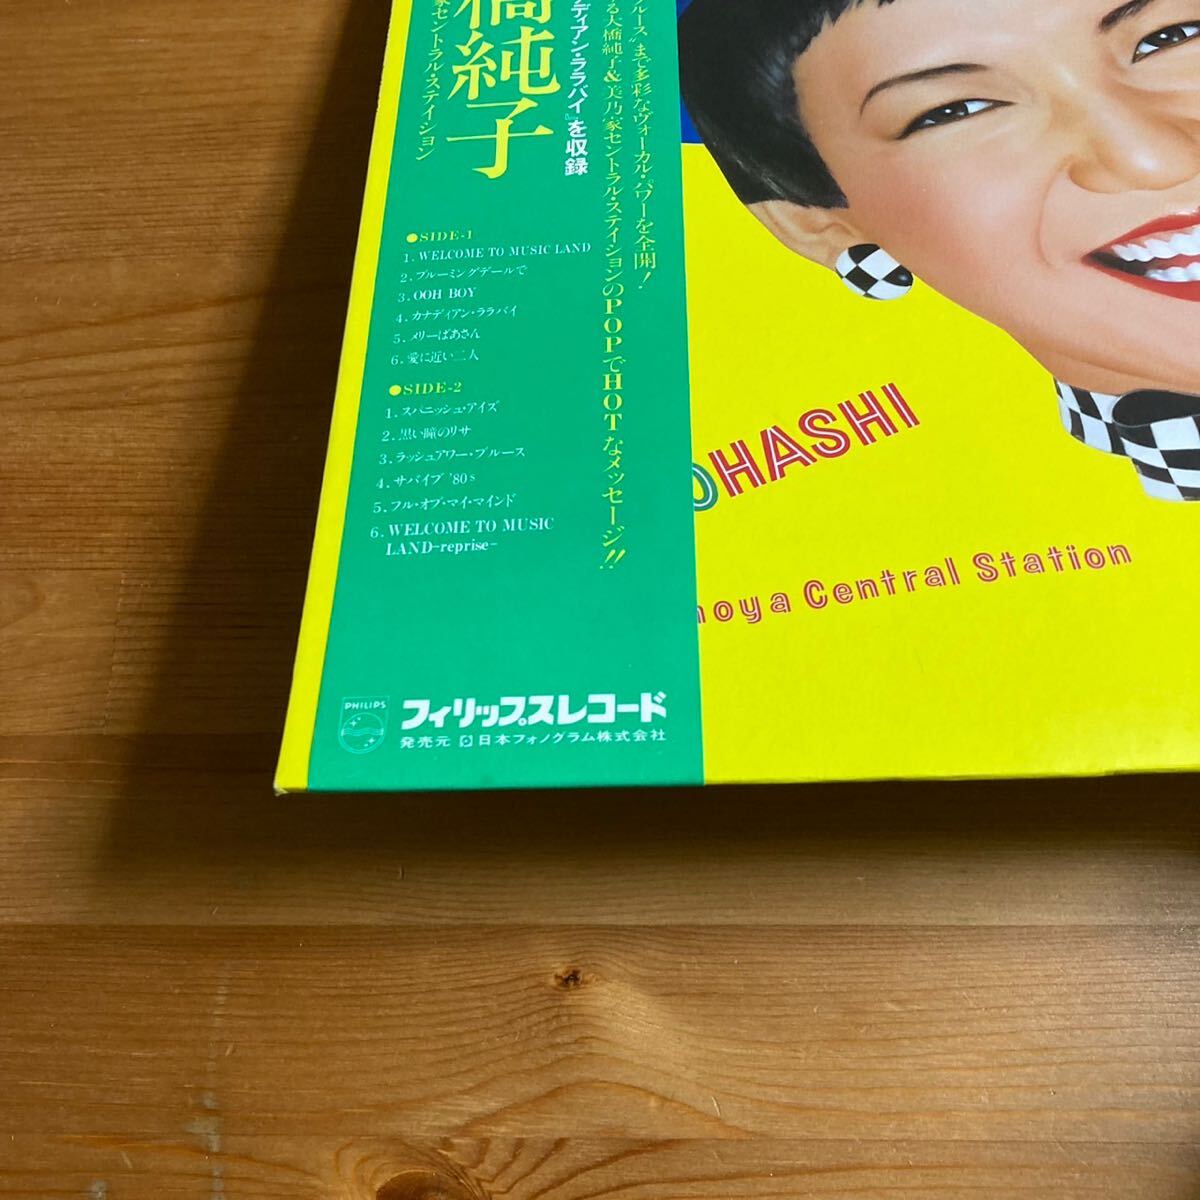 橋純子
家セントラル・ステイション
ディアン・ララバイ』を収録
ブルース〟まで多彩なヴォーカル・パワーを全開！
る大橋純子&美乃家セントラル・ステイションのPOPでHOTなメッセージ!!
●SIDE-1
1. WELCOME TO MUSIC LAND
2. ブルーミングデールで
3. OOH BOY
4. カナディアン・ララバイ
5. メリーばあさん
6. 愛に近い二人
●SIDE-2
1. スパニッシュ・アイズ
2. 黒い瞳のリサ
3. ラッシュアワー・ブルース
4. サバイブ '80s
5. フル・オブ・マイ・マインド
6. WELCOME TO MUSIC
LAND-reprise-
PHILIPS
フィリップスレコード
発売元 日本フォノグラム株式会社
OHASHI
noya Central Station